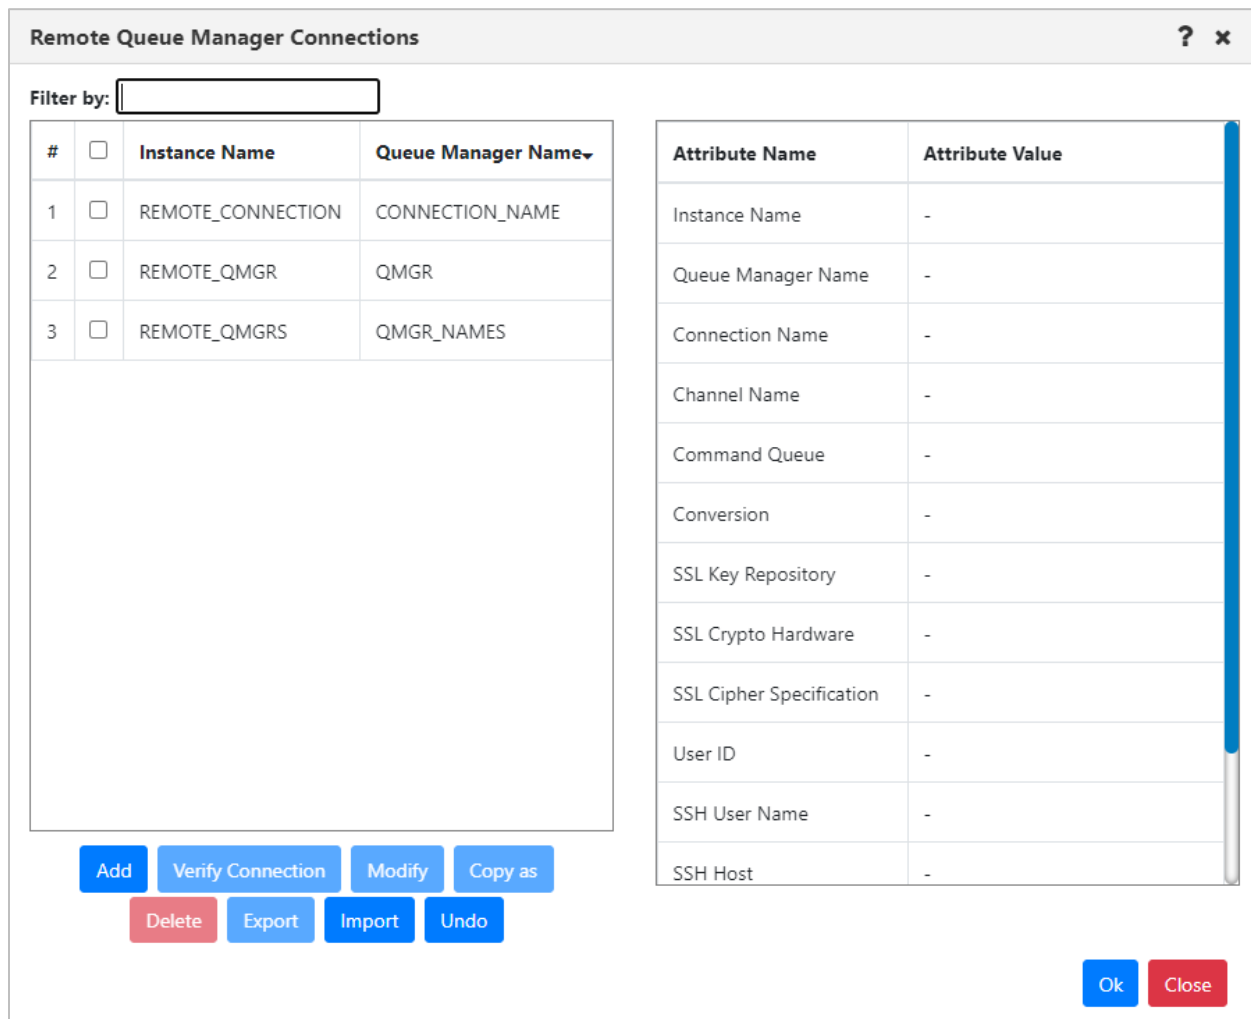 Remote Queue Manager Connections ? ×
Filter by:
# Instance Name Queue Manager Name
1 REMOTE_CONNECTION CONNECTION_NAME
2 REMOTE_QMGR QMGR
3 REMOTE_QMGRS QMGR_NAMES
Add Verify Connection Modify Copy as
Delete Export Import Undo
Attribute Name Attribute Value
Instance Name -
Queue Manager Name -
Connection Name -
Channel Name -
Command Queue -
Conversion -
SSL Key Repository -
SSL Crypto Hardware -
SSL Cipher Specification -
User ID -
SSH User Name -
SSH Host -
Ok Close